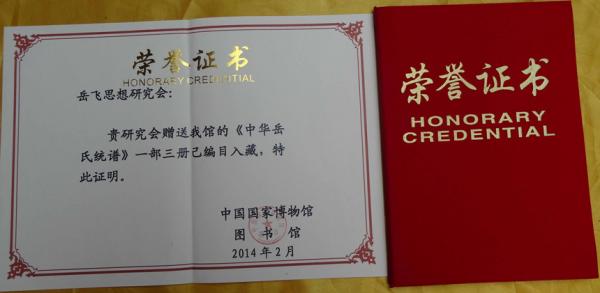 荣誉证书
HONORARY CREDENTIAL
岳飞思想研究会:
贵研究会赠送我馆的《中华岳
氏统谱》一部三册己编目入藏,特
此证明。
中国国家博物馆
图书馆
2014年2月
荣誉证书
HONORARY
CREDENTIAL